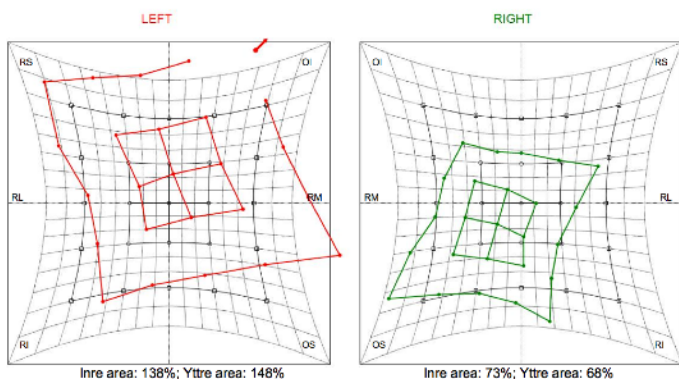 LEFT
RIGHT
RS
OI
OI
RS
RL
RM
RM
RL
RI
OS
OS
RI
Inre area: 138%; Yttre area: 148%
Inre area: 73%; Yttre area: 68%